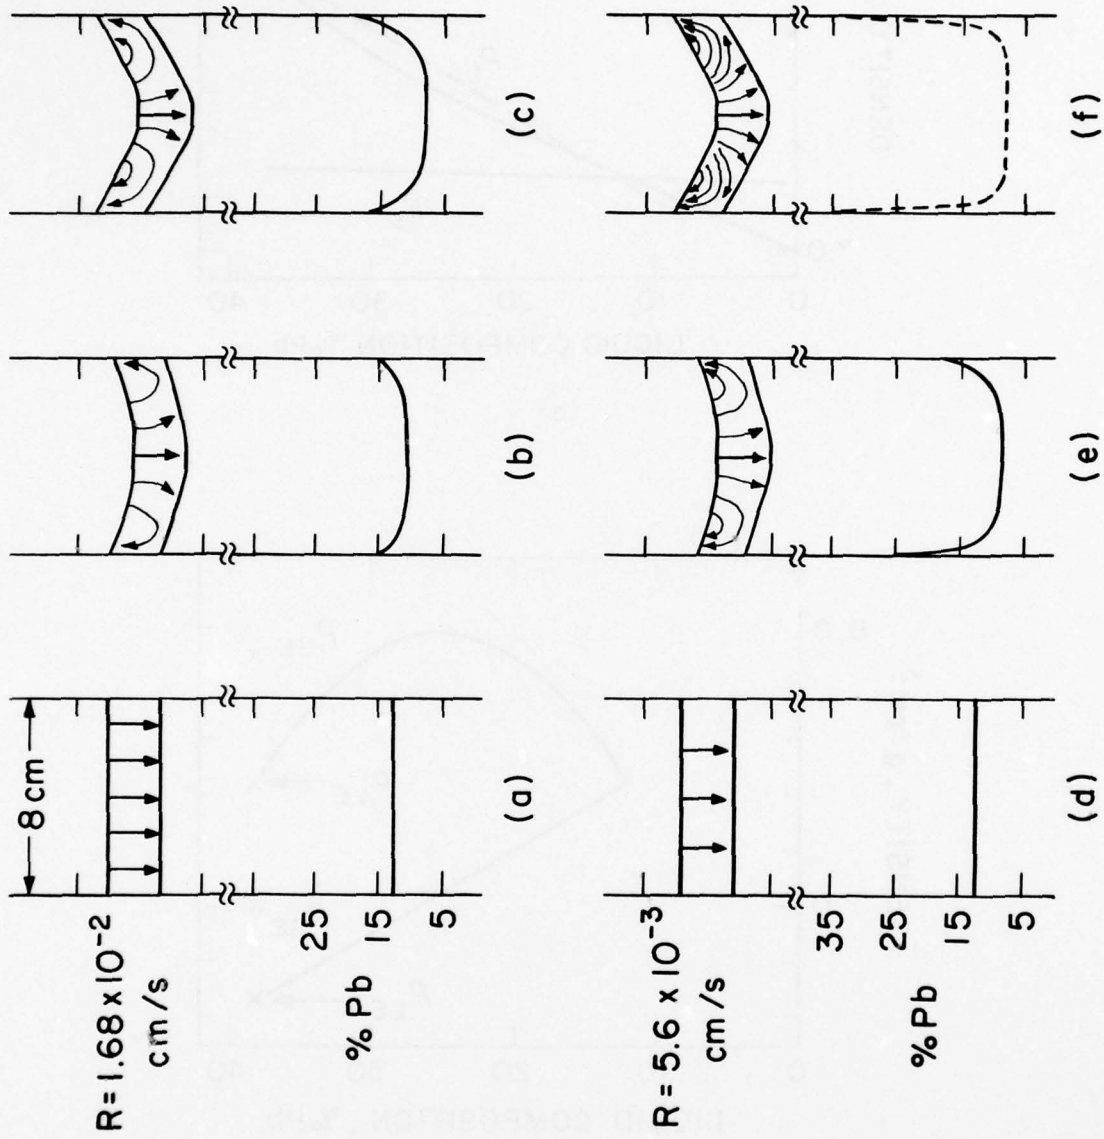 8 cm
R = 1.68 x 10⁻²
cm/s
25
15
5
% Pb
(a)
(b)
(c)
R = 5.6 x 10⁻³
cm/s
35
25
15
5
% Pb
(d)
(e)
(f)